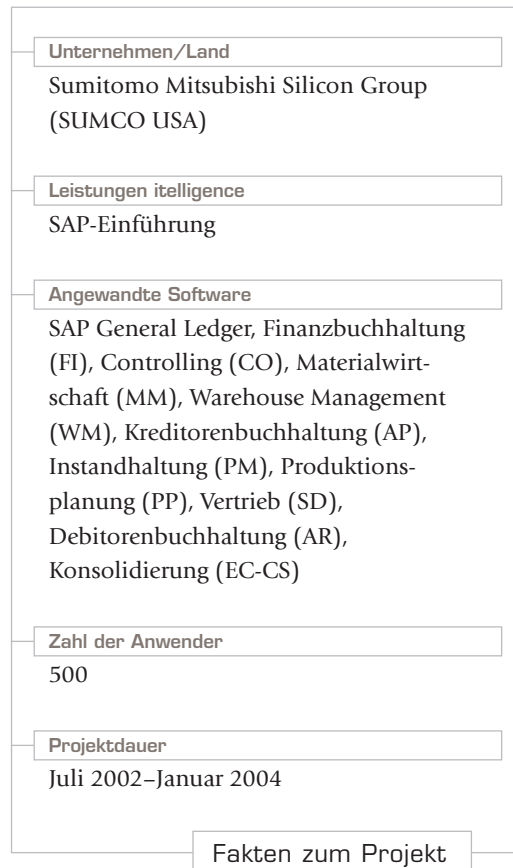 Unternehmen/Land
Sumitomo Mitsubishi Silicon Group
(SUMCO USA)
Leistungen itelligence
SAP-Einführung
Angewandte Software
SAP General Ledger, Finanzbuchhaltung
(FI), Controlling (CO), Materialwirt-
schaft (MM), Warehouse Management
(WM), Kreditorenbuchhaltung (AP),
Instandhaltung (PM), Produktions-
planung (PP), Vertrieb (SD),
Debitorenbuchhaltung (AR),
Konsolidierung (EC-CS)
Zahl der Anwender
500
Projektdauer
Juli 2002–Januar 2004
Fakten zum Projekt